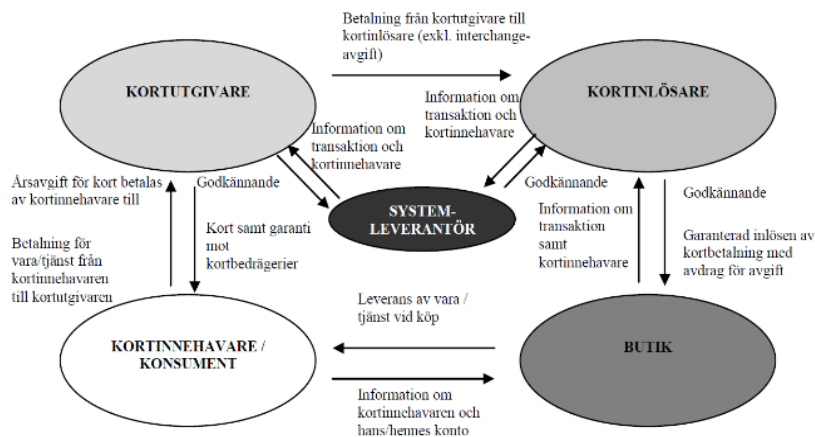 Betalning från kortutgivare till
kortinlösare (exkl. interchange-
avgift)
KORTUTGIVARE
KORTINLÖSARE
Information om
transaktion och
kortinnehavare
Information om
transaktion och
kortinnehavare
Årsavgift för kort betalas
av kortinnehavare till
Godkännande
Godkännande
Godkännande
SYSTEM-
LEVERANTÖR
Kort samt garanti
mot
kortbedrägerier
Information om
transaktion
samt
kortinnehavare
Betalning för
vara/tjänst från
kortinnehavaren
till kortutgivaren
Garanterad inlösen av
kortbetalning med
avdrag för avgift
Leverans av vara /
tjänst vid köp
KORTINNEHAVARE /
KONSUMENT
BUTIK
Information om
kortinnehavaren och
hans/hennes konto